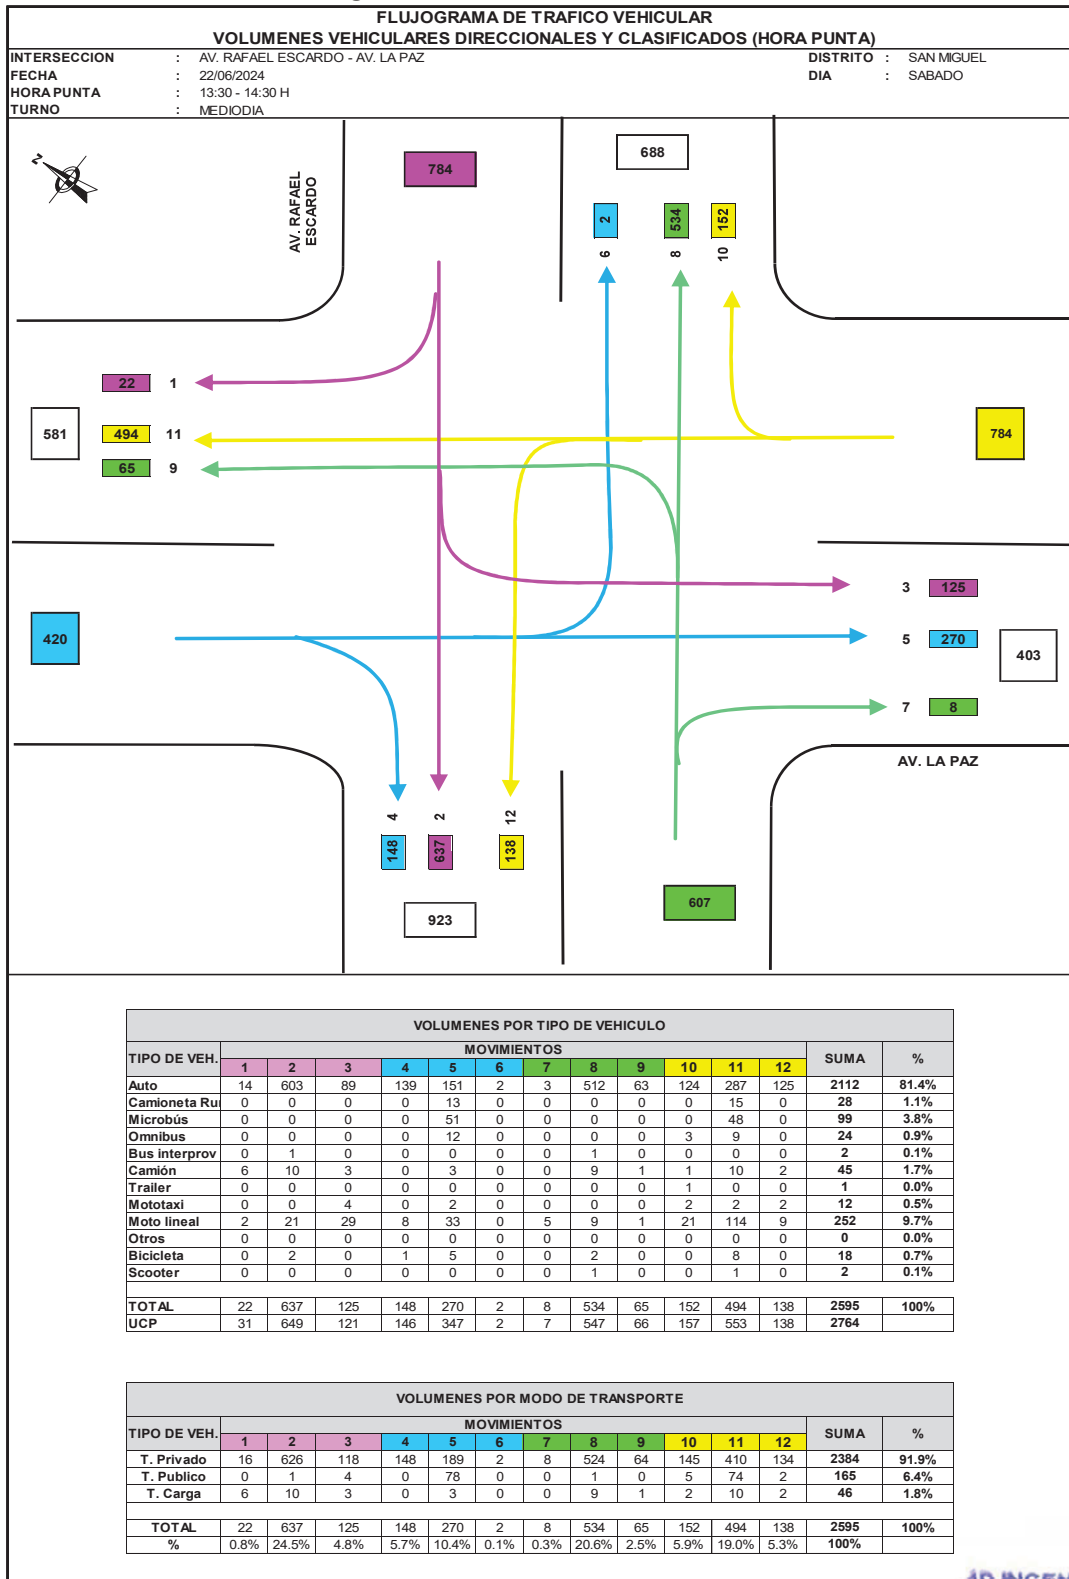 FLUJOGRAMA DE TRAFICO VEHICULAR
VOLUMENES VEHICULARES DIRECCIONALES Y CLASIFICADOS (HORA PUNTA)
INTERSECCION : AV. RAFAEL ESCARDO - AV. LA PAZ DISTRITO : SAN MIGUEL
FECHA : 22/06/2024 DIA : SABADO
HORA PUNTA : 13:30 - 14:30 H
TURNO : MEDIODIA
N
AV. RAFAEL
ESCARDO
784
688
2 534 152
6 8 10
22 1
581 494 11
65 9
784
3 125
420
5 270
403
7 8
AV. LA PAZ
4 2 12
148 637 138
923
607
VOLUMENES POR TIPO DE VEHICULO
TIPO DE VEH. MOVIMIENTOS SUMA %
1 2 3 4 5 6 7 8 9 10 11 12
Auto 14 603 89 139 151 2 3 512 63 124 287 125 2112 81.4%
Camioneta Ru 0 0 0 0 13 0 0 0 0 0 15 0 28 1.1%
Microbús 0 0 0 0 51 0 0 0 0 0 48 0 99 3.8%
Omnibus 0 0 0 0 12 0 0 0 0 3 9 0 24 0.9%
Bus interprov 0 1 0 0 0 0 0 1 0 0 0 0 2 0.1%
Camión 6 10 3 0 3 0 0 9 1 1 10 2 45 1.7%
Trailer 0 0 0 0 0 0 0 0 0 1 0 0 1 0.0%
Mototaxi 0 0 4 0 2 0 0 0 0 2 2 2 12 0.5%
Moto lineal 2 21 29 8 33 0 5 9 1 21 114 9 252 9.7%
Otros 0 0 0 0 0 0 0 0 0 0 0 0 0 0.0%
Bicicleta 0 2 0 1 5 0 0 2 0 0 8 0 18 0.7%
Scooter 0 0 0 0 0 0 0 1 0 0 1 0 2 0.1%
TOTAL 22 637 125 148 270 2 8 534 65 152 494 138 2595 100%
UCP 31 649 121 146 347 2 7 547 66 157 553 138 2764
VOLUMENES POR MODO DE TRANSPORTE
TIPO DE VEH. MOVIMIENTOS SUMA %
1 2 3 4 5 6 7 8 9 10 11 12
T. Privado 16 626 118 148 189 2 8 524 64 145 410 134 2384 91.9%
T. Publico 0 1 4 0 78 0 0 1 0 5 74 2 165 6.4%
T. Carga 6 10 3 0 3 0 0 9 1 2 10 2 46 1.8%
TOTAL 22 637 125 148 270 2 8 534 65 152 494 138 2595 100%
% 0.8% 24.5% 4.8% 5.7% 10.4% 0.1% 0.3% 20.6% 2.5% 5.9% 19.0% 5.3% 100%